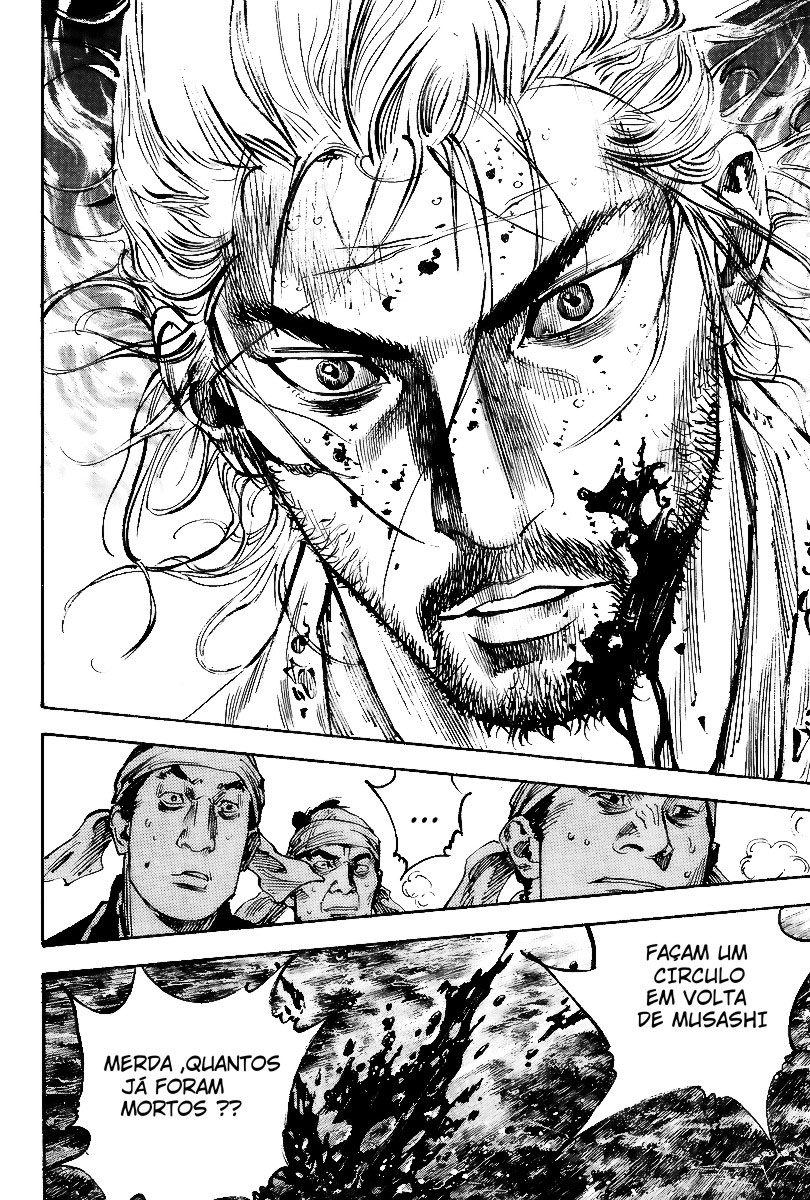 ...
FAÇAM UM
CIRCULO
EM VOLTA
DE MUSASHI
MERDA ,QUANTOS
JÁ FORAM
MORTOS ??